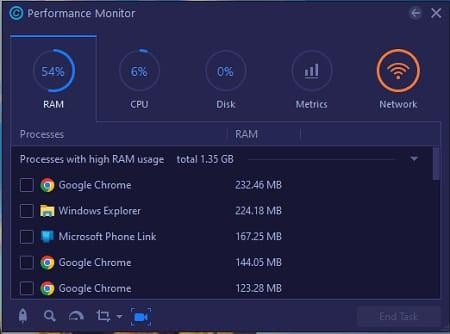 Performance Monitor
54% 6% 0%
RAM CPU Disk Metrics Network
Processes RAM
Processes with high RAM usage total 1.35 GB
Google Chrome 232.46 MB
Windows Explorer 224.18 MB
Microsoft Phone Link 167.25 MB
Google Chrome 144.05 MB
Google Chrome 123.28 MB
End Task